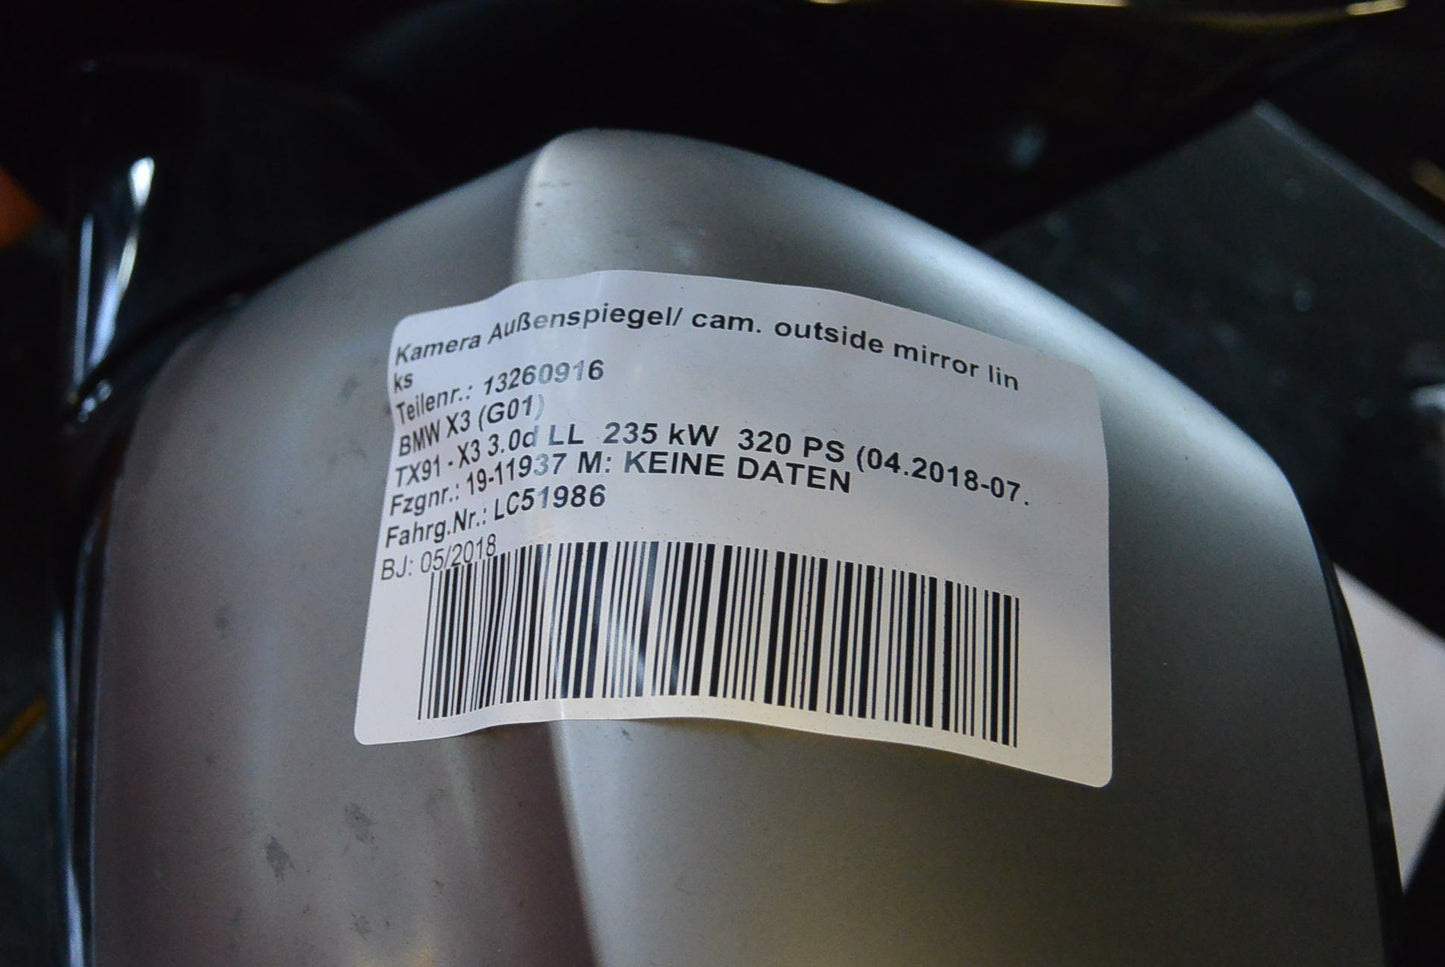 Kamera Außenspiegel/ cam. outside mirror lin
ks
Teilenr.: 13260916
BMW X3 (G01)
TX91 - X3 3.0d LL 235 kW 320 PS (04.2018-07.
Fzgnr.: 19-11937 M: KEINE DATEN
Fahrg.Nr.: LC51986
BJ: 05/2018